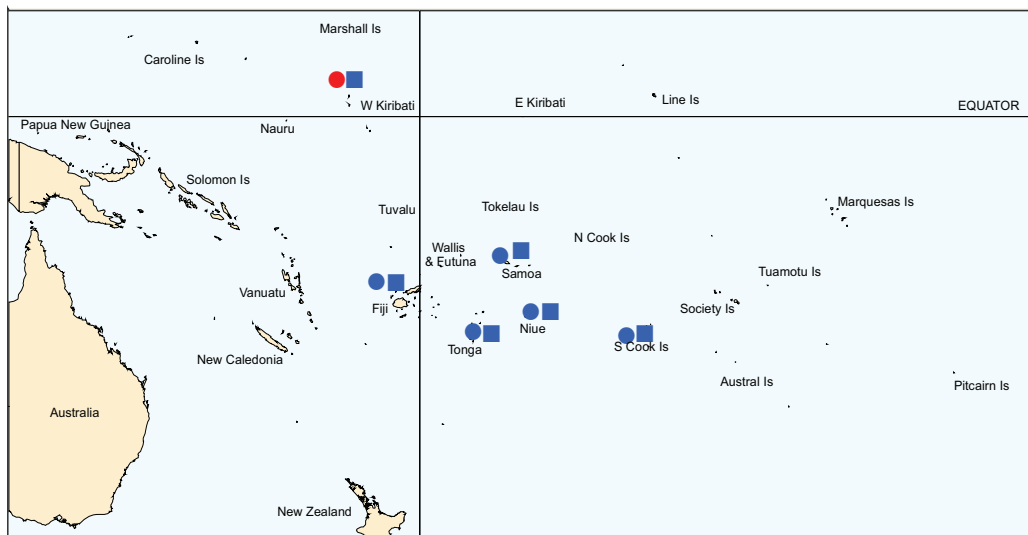 Marshall Is
Caroline Is
W Kiribati
E Kiribati
Line Is
EQUATOR
Papua New Guinea
Nauru
Solomon Is
Tuvalu
Tokelau Is
Marquesas Is
N Cook Is
Wallis
& Futuna
Samoa
Tuamotu Is
Vanuatu
Fiji
Society Is
Niue
Tonga
S Cook Is
New Caledonia
Austral Is
Pitcairn Is
Australia
New Zealand